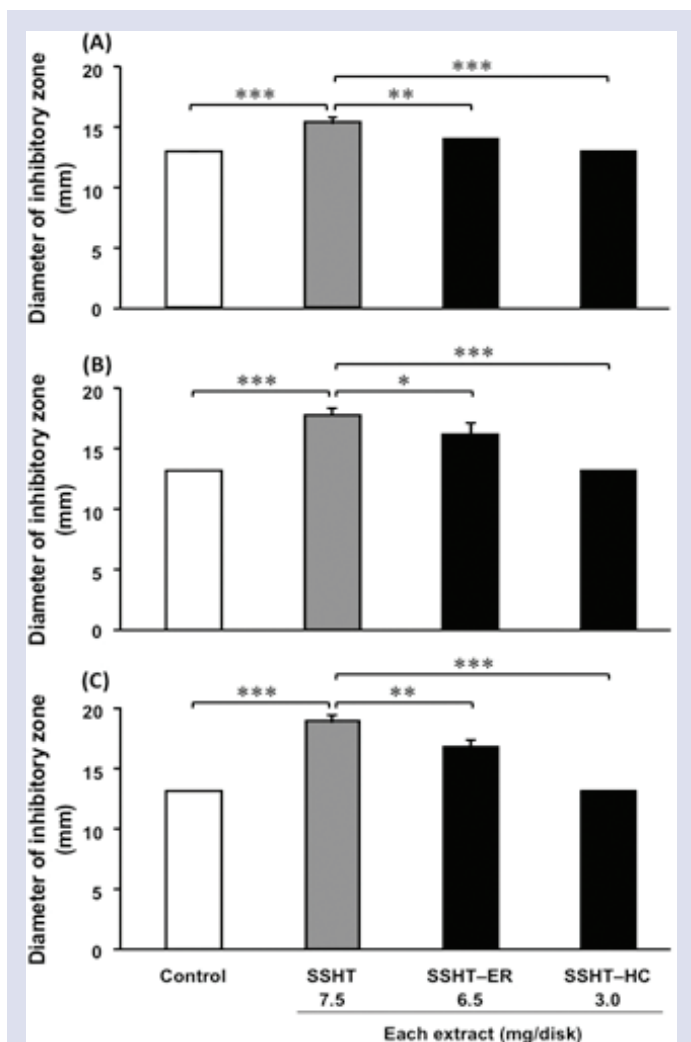 (A)
Diameter of inhibitory zone
(mm)
20
15
10
5
0
***
**
***
(B)
Diameter of inhibitory zone
(mm)
20
15
10
5
0
***
*
***
(C)
Diameter of inhibitory zone
(mm)
20
15
10
5
0
***
**
***
Control SSHT SSHT–ER SSHT–HC
7.5 6.5 3.0
Each extract (mg/disk)